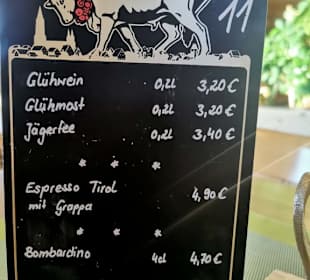 11
Glühwein 0,2l 3,20 €
Glühmost 0,2l 3,20 €
Jägertee 0,2l 3,40 €
* * *
Espresso Tirol
mit Grappa 4,90 €
* * *
Bombardino 4cl 4,70 €